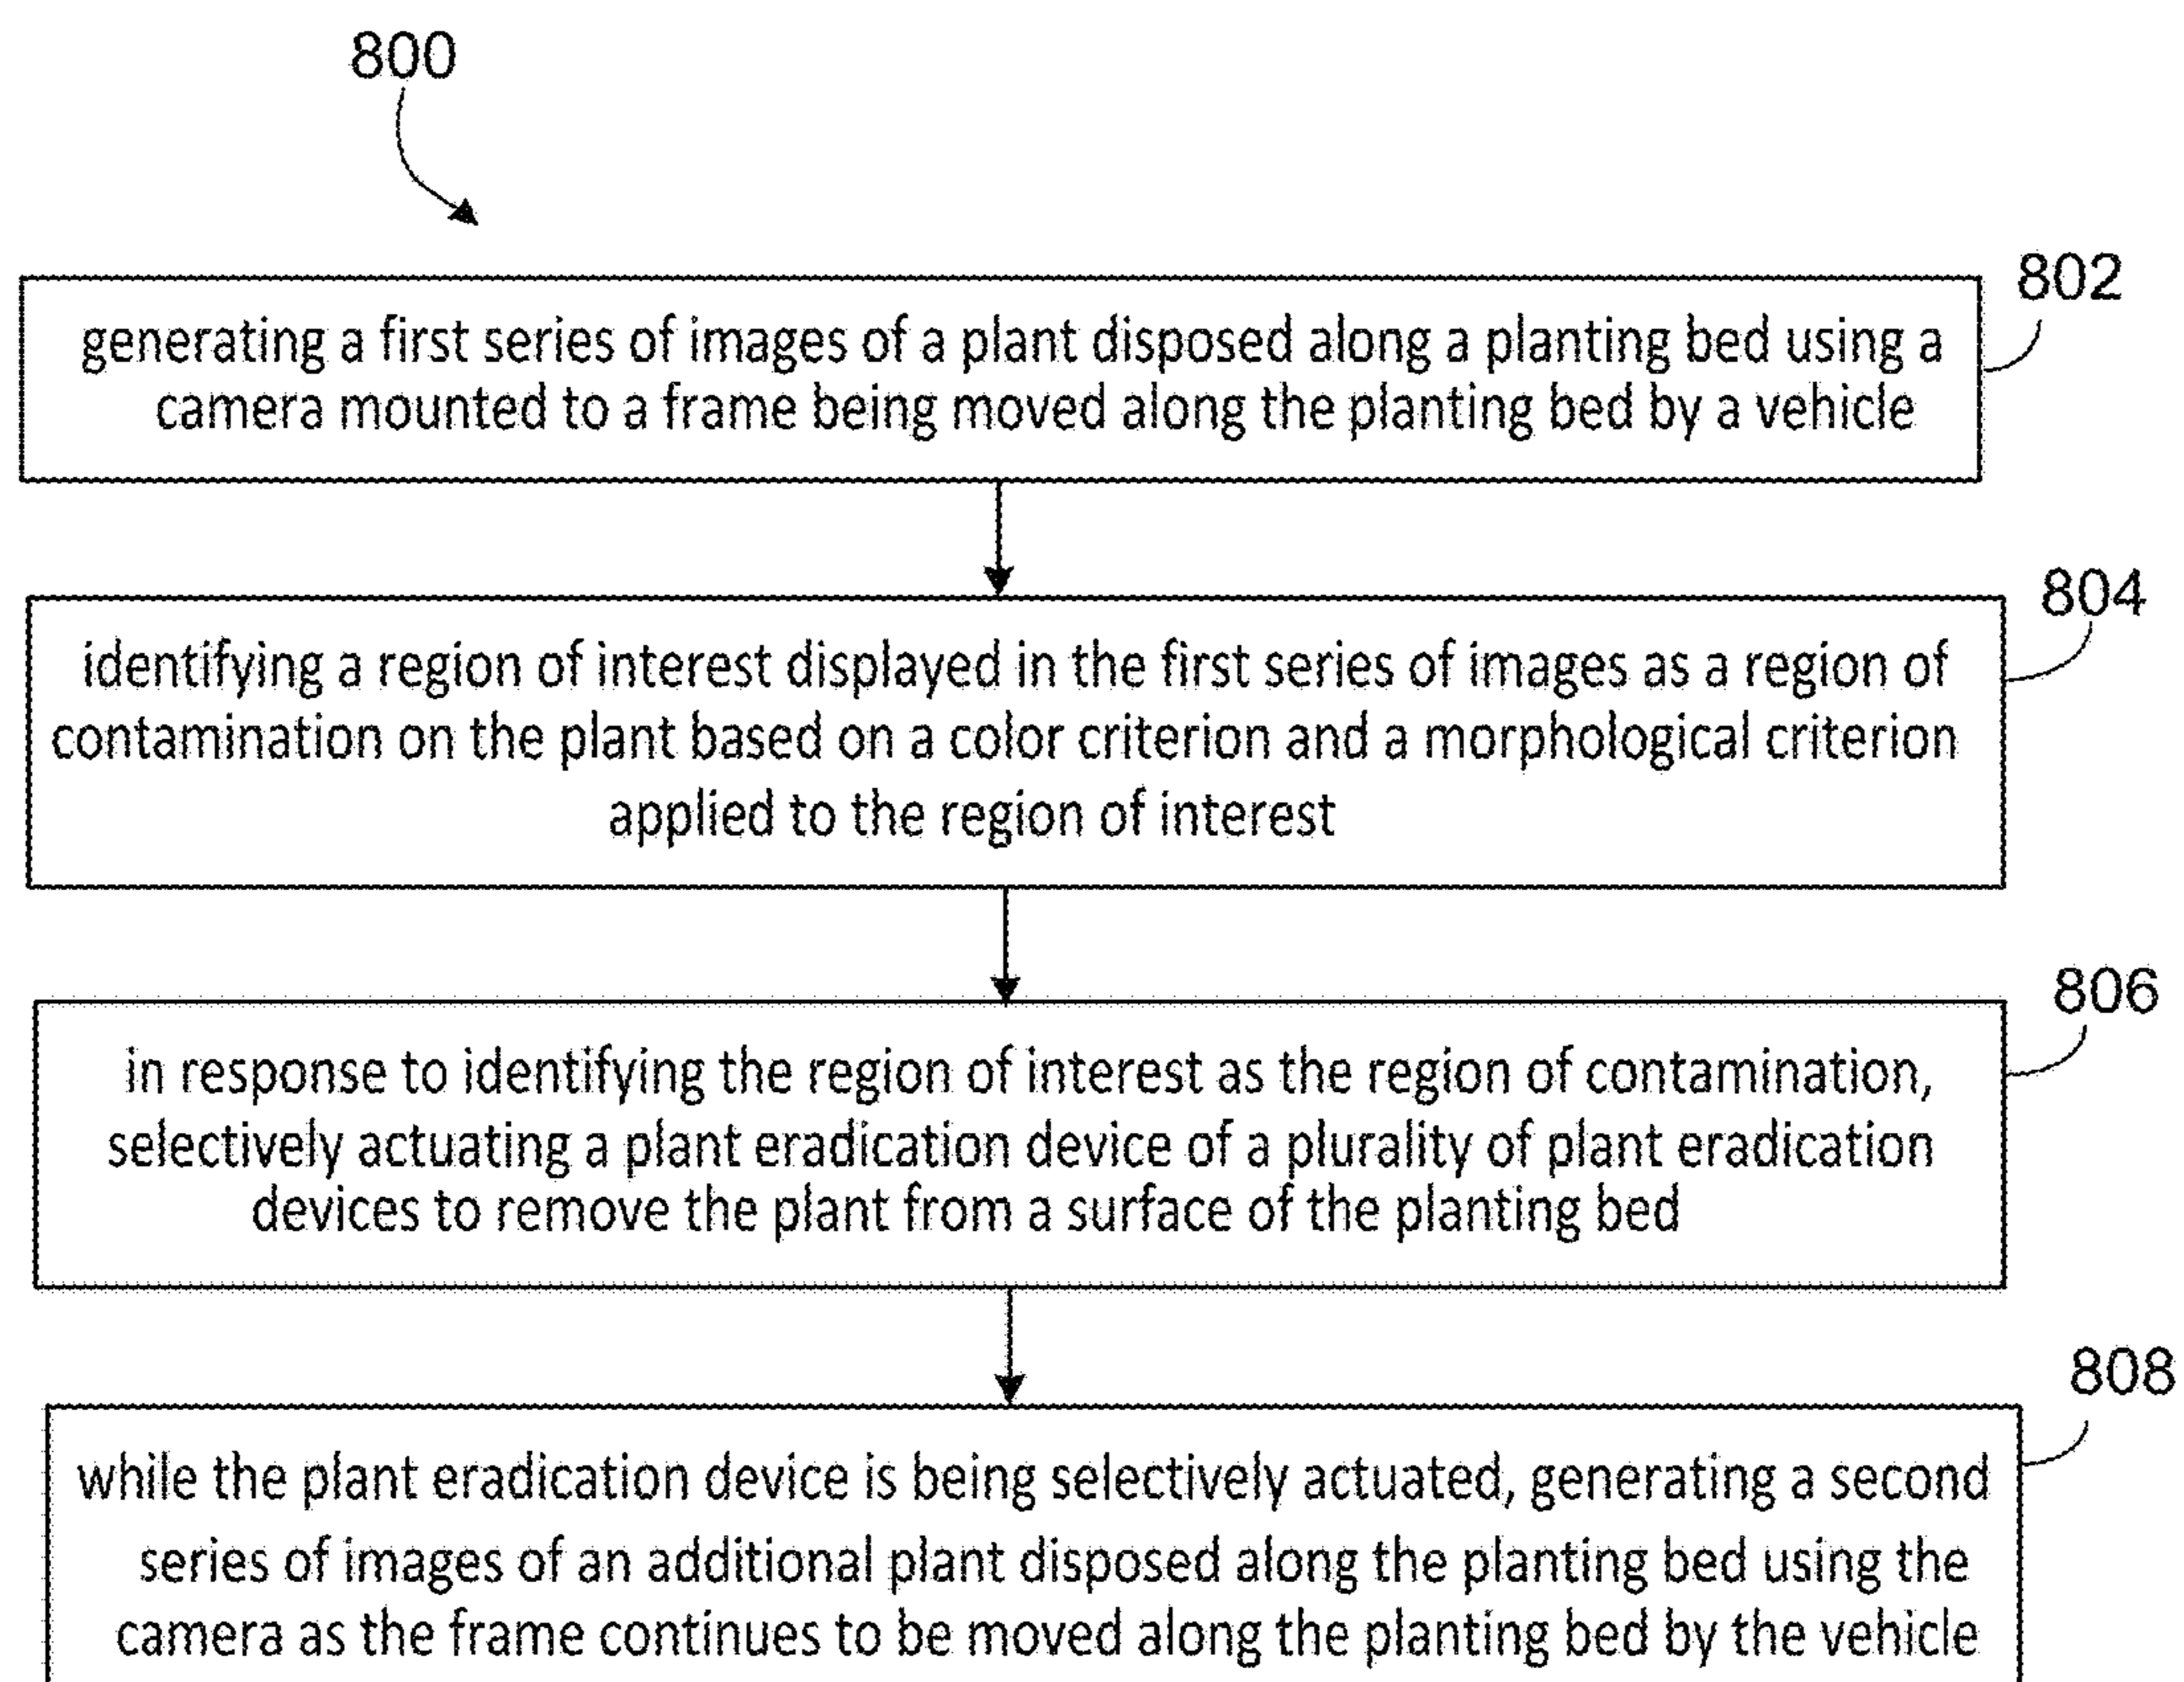 800
802
generating a first series of images of a plant disposed along a planting bed using a
camera mounted to a frame being moved along the planting bed by a vehicle
804
identifying a region of interest displayed in the first series of images as a region of
contamination on the plant based on a color criterion and a morphological criterion
applied to the region of interest
806
in response to identifying the region of interest as the region of contamination,
selectively actuating a plant eradication device of a plurality of plant eradication
devices to remove the plant from a surface of the planting bed
808
while the plant eradication device is being selectively actuated, generating a second
series of images of an additional plant disposed along the planting bed using the
camera as the frame continues to be moved along the planting bed by the vehicle